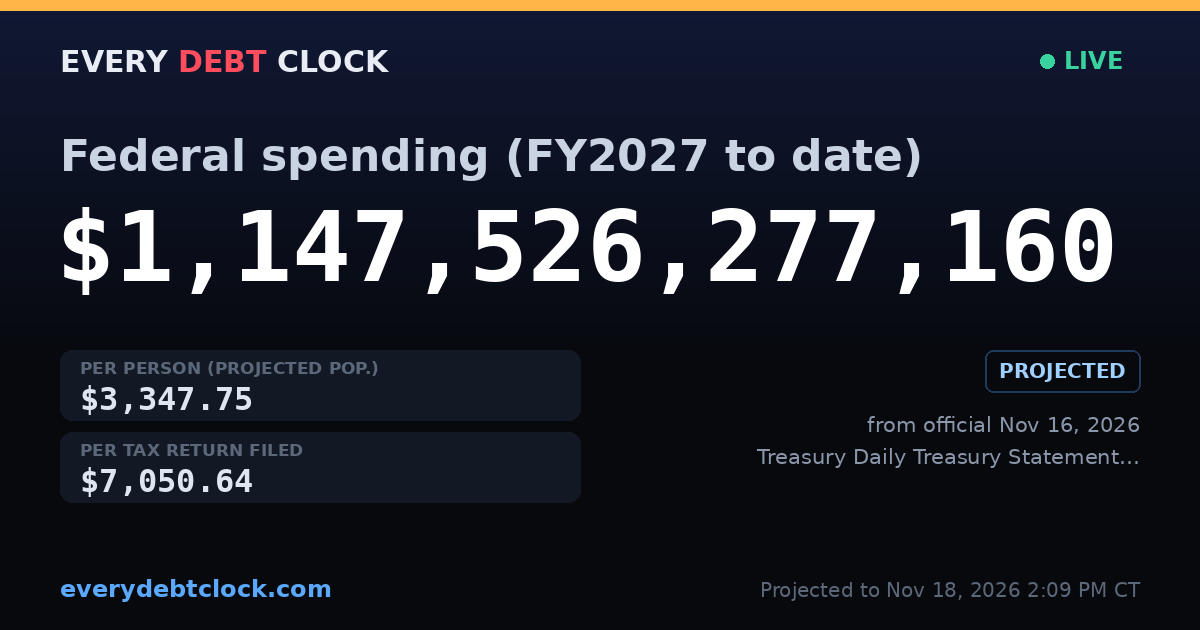 EVERY DEBT CLOCK
LIVE
Federal spending (FY2027 to date)
$1,147,526,277,160
PER PERSON (PROJECTED POP.)
$3,347.75
PER TAX RETURN FILED
$7,050.64
PROJECTED
from official Nov 16, 2026
Treasury Daily Treasury Statement…
everydebtclock.com
Projected to Nov 18, 2026 2:09 PM CT